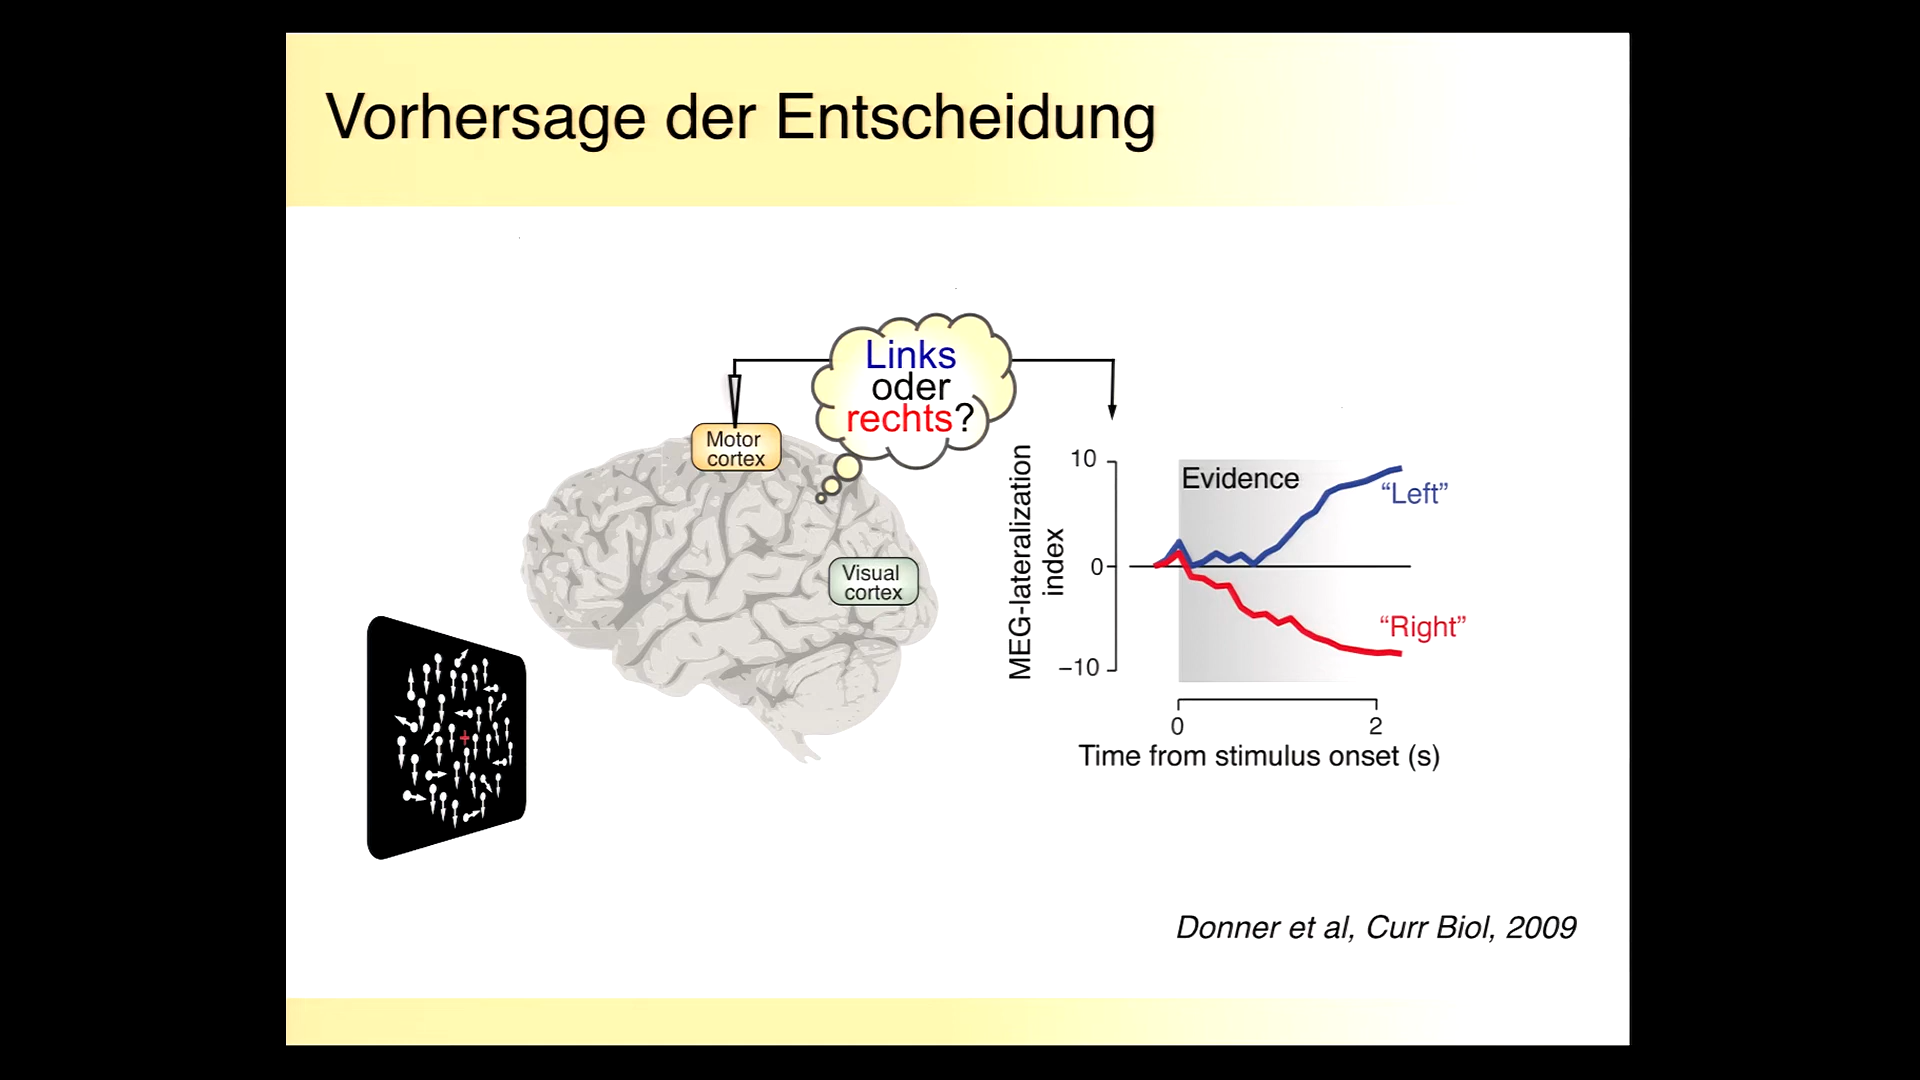 Vorhersage der Entscheidung
Links
oder
rechts?
Motor
cortex
Visual
cortex
MEG-lateralization
index
10
0
−10
Evidence
“Left”
“Right”
0
2
Time from stimulus onset (s)
Donner et al, Curr Biol, 2009